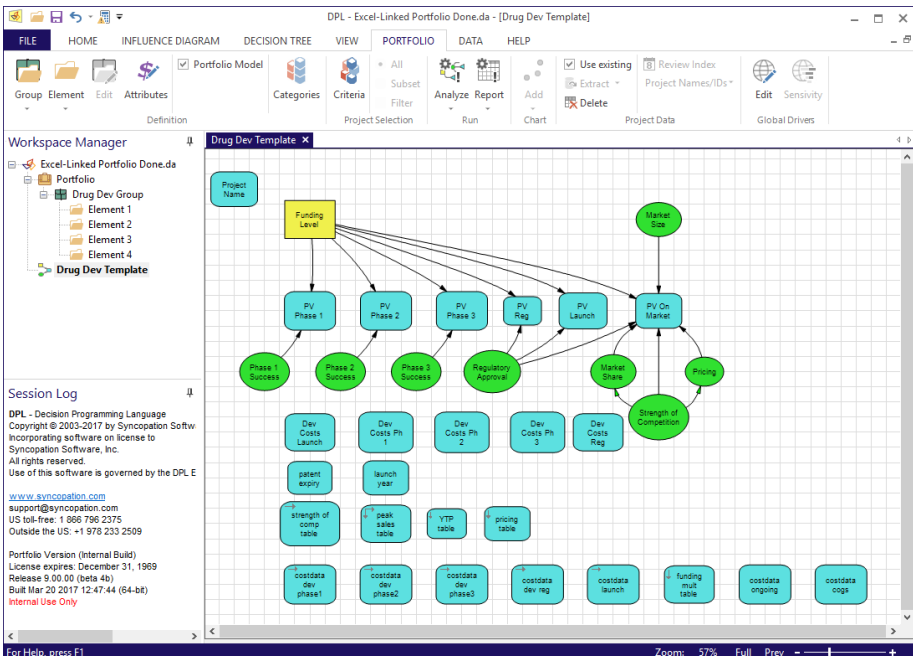 DPL - Excel-Linked Portfolio Done.da - [Drug Dev Template]
FILE HOME INFLUENCE DIAGRAM DECISION TREE VIEW PORTFOLIO DATA HELP
Portfolio Model
All
Subset
Filter
Use existing
Extract
Delete
Review Index
Project Names/IDs
Group Element Edit Attributes Categories Criteria Analyze Report Add Edit Sensivity
Definition Project Selection Run Chart Project Data Global Drivers
Workspace Manager
Excel-Linked Portfolio Done.da
Portfolio
Drug Dev Group
Element 1
Element 2
Element 3
Element 4
Drug Dev Template
Session Log
DPL - Decision Programming Language
Copyright © 2003-2017 by Syncopation Softw
Incorporating software on license to
Syncopation Software, Inc.
All rights reserved.
Use of this software is governed by the DPL E
www.syncopation.com
support@syncopation.com
US toll-free: 1 866 796 2375
Outside the US: +1 978 233 2509
Portfolio Version (Internal Build)
License expires: December 31, 1969
Release 9.00.00 (beta 4b)
Built Mar 20 2017 12:47:44 (64-bit)
Internal Use Only
Drug Dev Template
Project
Name
Funding
Level
Market
Size
PV
Phase 1
PV
Phase 2
PV
Phase 3
PV
Reg
PV
Launch
PV On
Market
Phase 1
Success
Phase 2
Success
Phase 3
Success
Regulatory
Approval
Market
Share
Pricing
Strength of
Competition
Dev
Costs
Launch
Dev
Costs Ph
1
Dev
Costs Ph
2
Dev
Costs Ph
3
Dev
Costs
Reg
patent
expiry
launch
year
strength of
comp
table
peak
sales
table
YTP
table
pricing
table
costdata
dev
phase1
costdata
dev
phase2
costdata
dev
phase3
costdata
dev reg
costdata
launch
funding
mult
table
costdata
ongoing
costdata
cogs
For Help, press F1
Zoom: 57% Full Prev